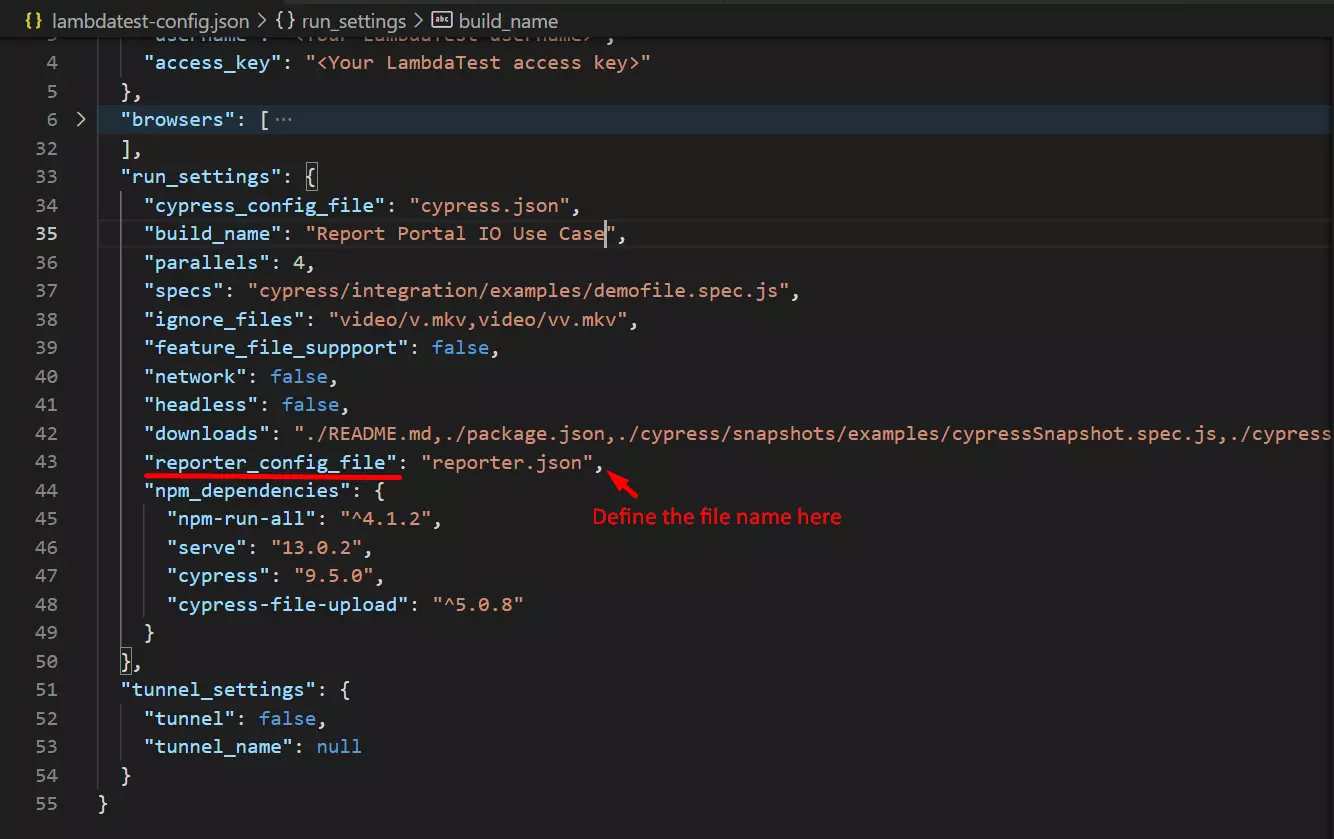 {} lambdatest-config.json > {} run_settings > abc build_name
3 "username": "<Your LambdaTest username>",
4 "access_key": "<Your LambdaTest access key>"
5 },
6 > "browsers": [ ···
32 ],
33 "run_settings": {
34 "cypress_config_file": "cypress.json",
35 "build_name": "Report Portal IO Use Case",
36 "parallels": 4,
37 "specs": "cypress/integration/examples/demofile.spec.js",
38 "ignore_files": "video/v.mkv,video/vv.mkv",
39 "feature_file_suppport": false,
40 "network": false,
41 "headless": false,
42 "downloads": "./README.md,./package.json,./cypress/snapshots/examples/cypressSnapshot.spec.js,./cypress
43 "reporter_config_file": "reporter.json",
44 "npm_dependencies": {
Define the file name here
45 "npm-run-all": "^4.1.2",
46 "serve": "13.0.2",
47 "cypress": "9.5.0",
48 "cypress-file-upload": "^5.0.8"
49 }
50 },
51 "tunnel_settings": {
52 "tunnel": false,
53 "tunnel_name": null
54 }
55 }